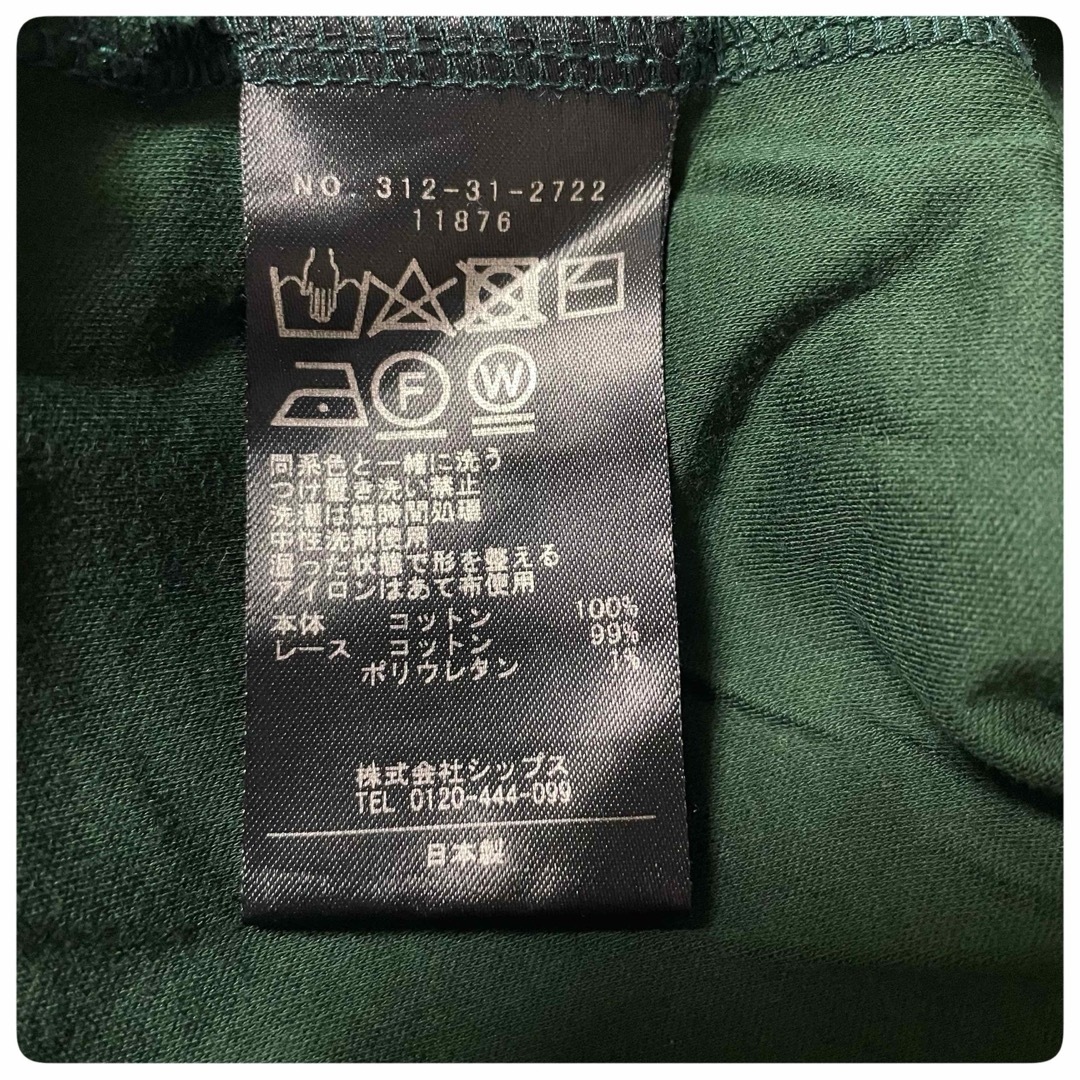 NO. 312-31-2722
11876
F W
同系色と一緒に洗う
つけ置き洗い禁止
洗濯は短時間処理
中性洗剤使用
湿った状態で形を整える
アイロンはあて布使用
本体 コットン 100%
レース コットン 99%
ポリウレタン 1%
株式会社シップス
TEL 0120-444-099
日本製